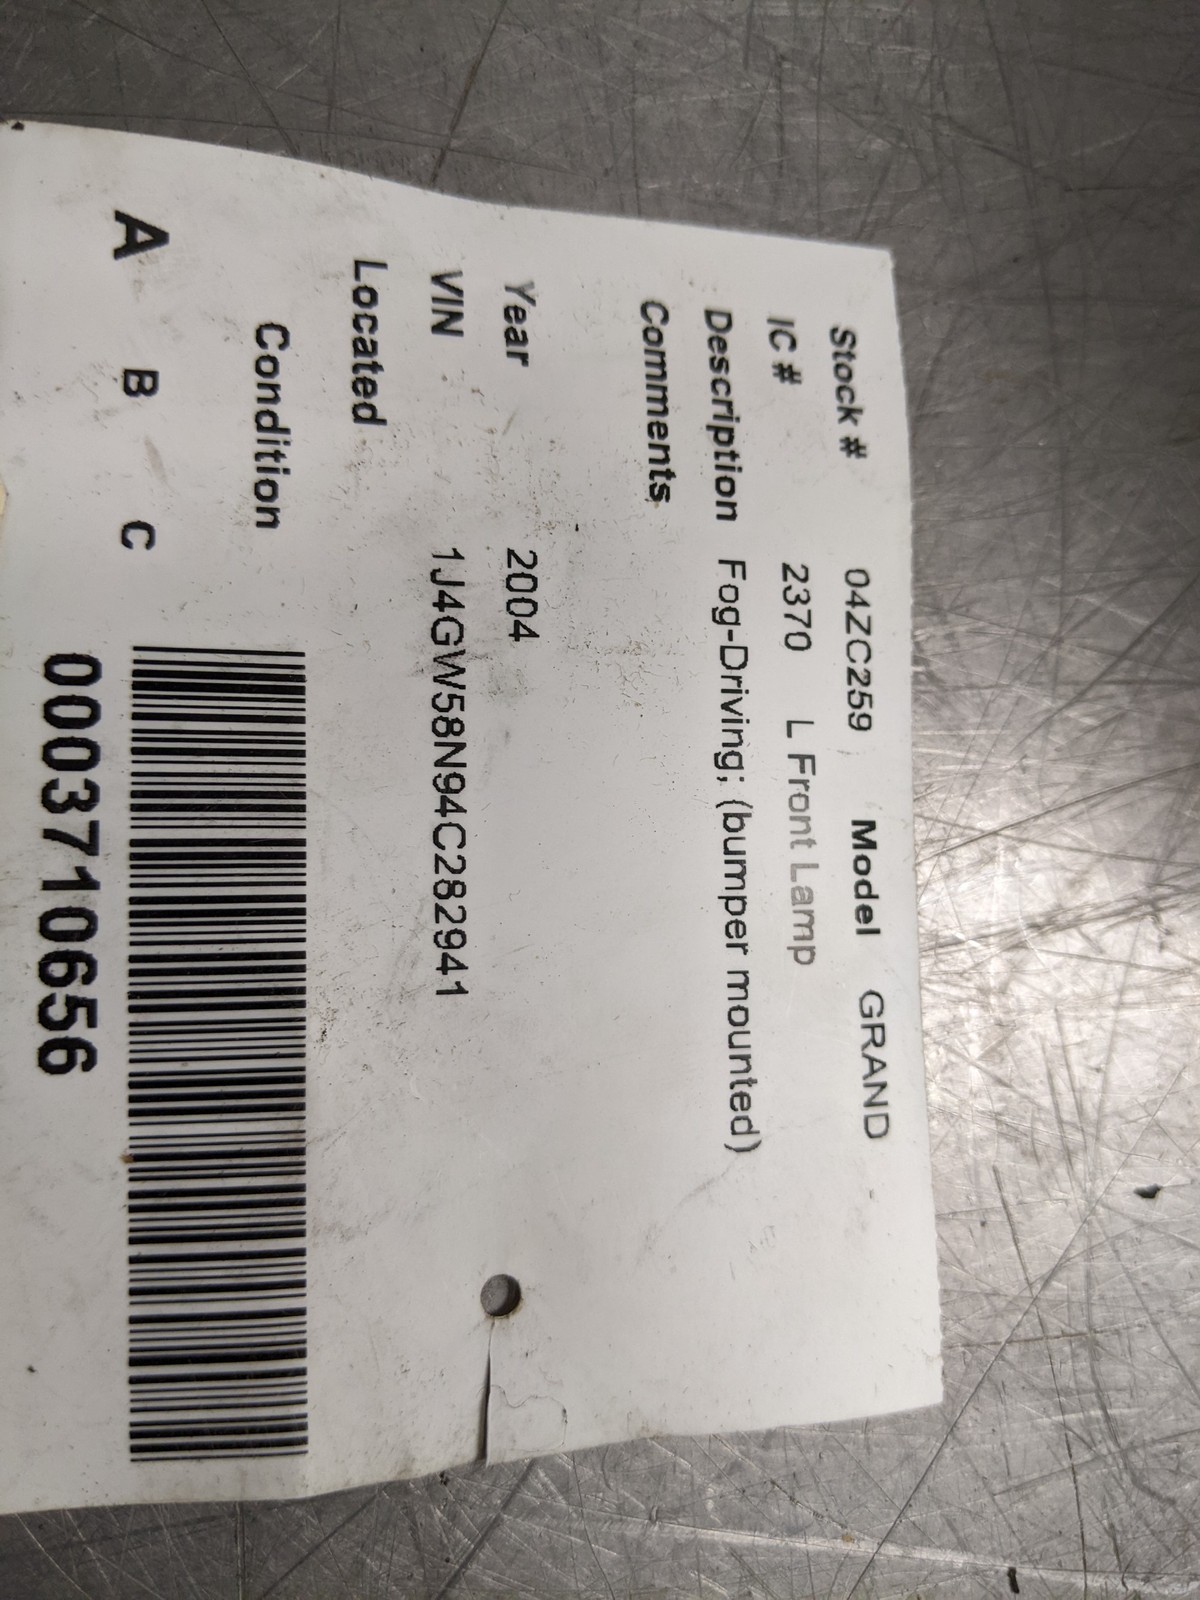 Stock # 04ZC259 Model GRAND
IC # 2370 L Front Lamp
Description Fog-Driving; (bumper mounted)
Comments
Year 2004
VIN 1J4GW58N94C282941
Located
Condition
A B C
0003710656